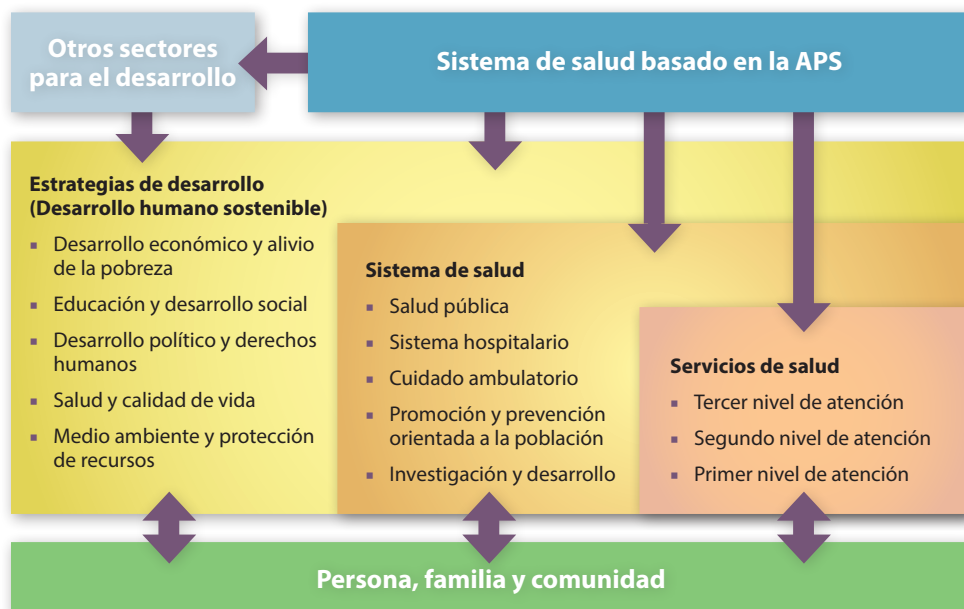 Otros sectores
para el desarrollo
Sistema de salud basado en la APS
Estrategias de desarrollo
(Desarrollo humano sostenible)
▪ Desarrollo económico y alivio
de la pobreza
▪ Educación y desarrollo social
▪ Desarrollo político y derechos
humanos
▪ Salud y calidad de vida
▪ Medio ambiente y protección
de recursos
Sistema de salud
▪ Salud pública
▪ Sistema hospitalario
▪ Cuidado ambulatorio
▪ Promoción y prevención
orientada a la población
▪ Investigación y desarrollo
Servicios de salud
▪ Tercer nivel de atención
▪ Segundo nivel de atención
▪ Primer nivel de atención
Persona, familia y comunidad